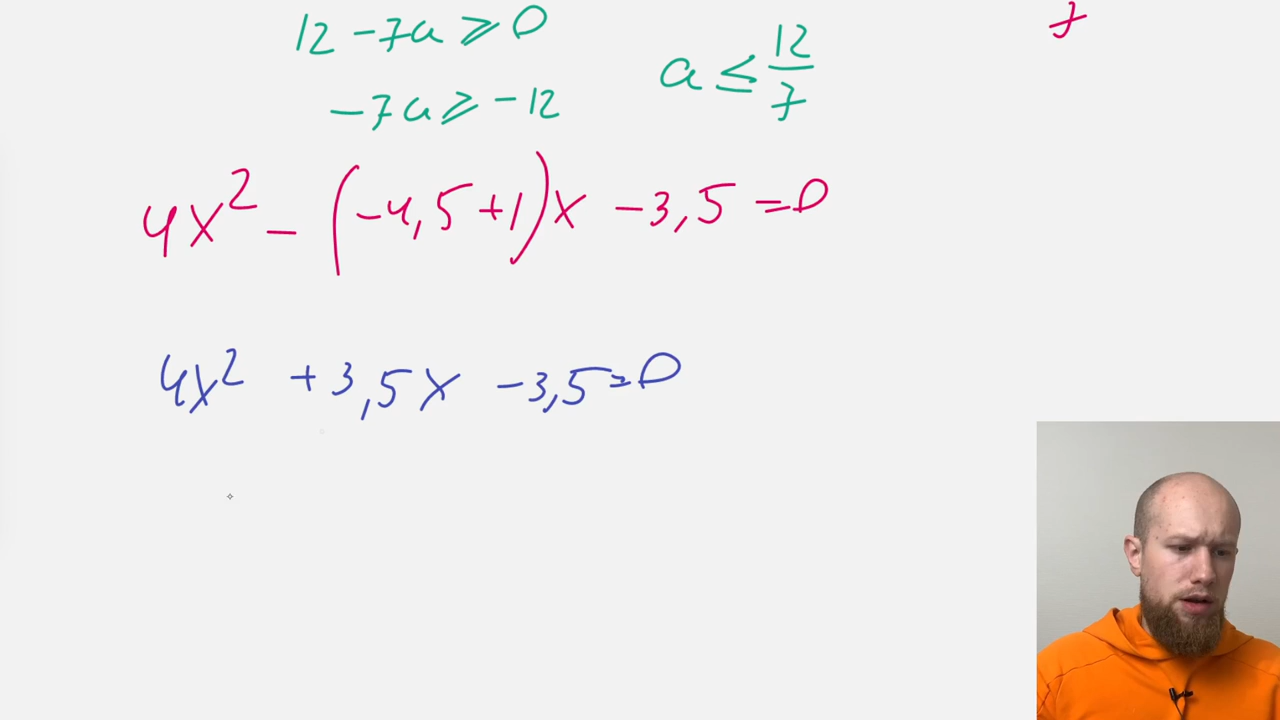 12 - 7a ⩾ 0
a ≤ 12/7
7
-7a ⩾ -12
4x² - (-4,5+1)x - 3,5 = 0
4x² + 3,5x - 3,5 = 0